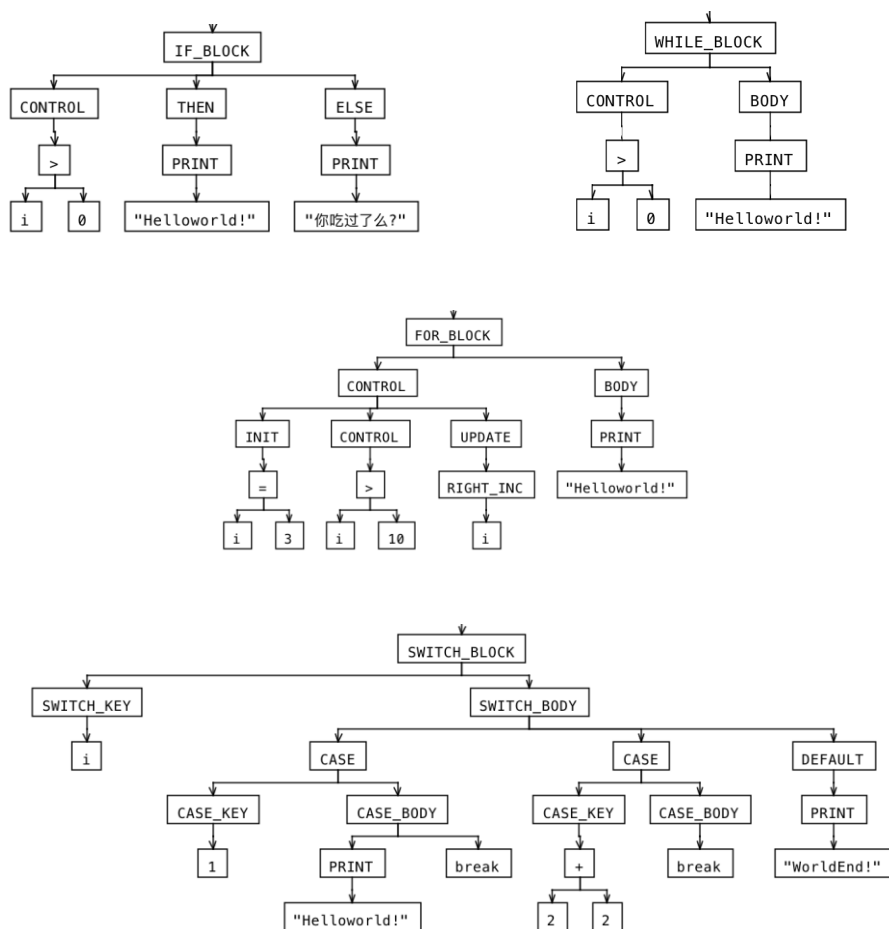 IF_BLOCK
CONTROL THEN ELSE
> PRINT PRINT
i 0 "Helloworld!" "你吃过了么?"
WHILE_BLOCK
CONTROL BODY
> PRINT
i 0 "Helloworld!"
FOR_BLOCK
CONTROL BODY
INIT CONTROL UPDATE PRINT
= > RIGHT_INC "Helloworld!"
i 3 i 10 i
SWITCH_BLOCK
SWITCH_KEY SWITCH_BODY
i CASE CASE DEFAULT
CASE_KEY CASE_BODY CASE_KEY CASE_BODY PRINT
1 PRINT break + break "WorldEnd!"
"Helloworld!" 2 2